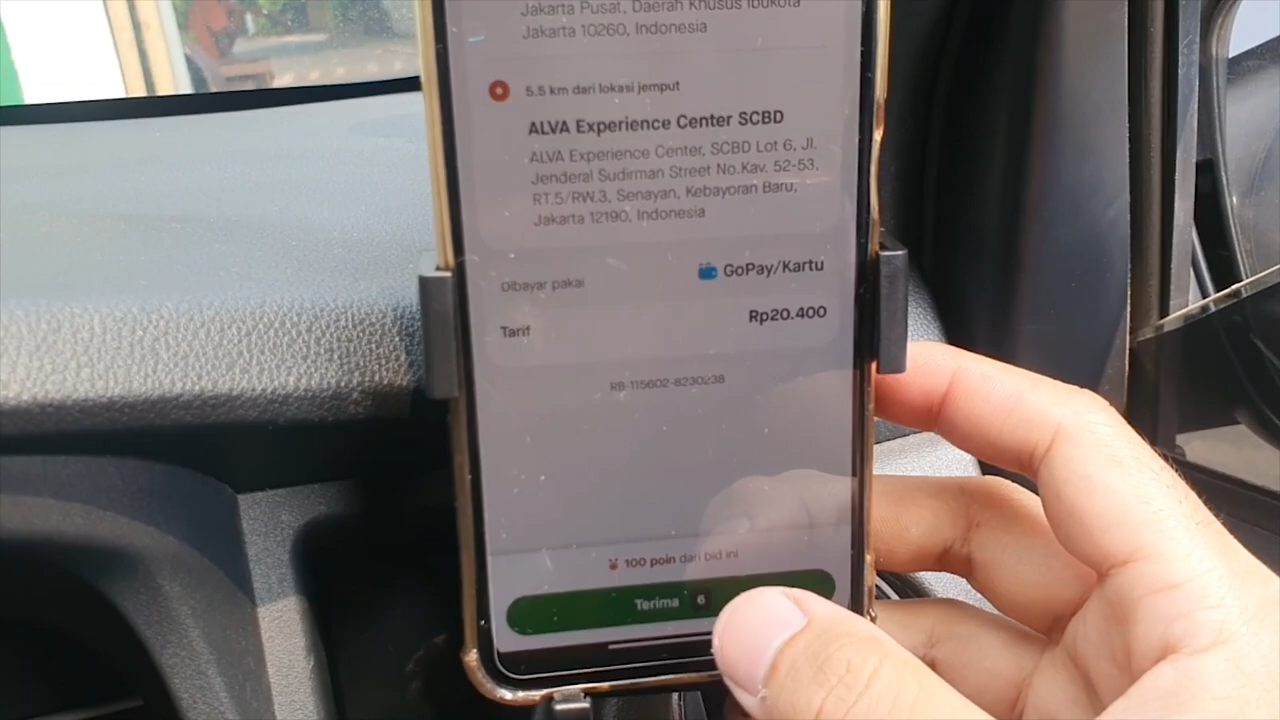 Jakarta Pusat, Daerah Khusus Ibukota
Jakarta 10260, Indonesia
5.5 km dari lokasi jemput
ALVA Experience Center SCBD
ALVA Experience Center, SCBD Lot 6, Jl.
Jenderal Sudirman Street No.Kav. 52-53,
RT.5/RW.3, Senayan, Kebayoran Baru,
Jakarta 12190, Indonesia
Dibayar pakai GoPay/Kartu
Tarif Rp20.400
RB-115602-8230238
100 poin dari bid ini
Terima 6